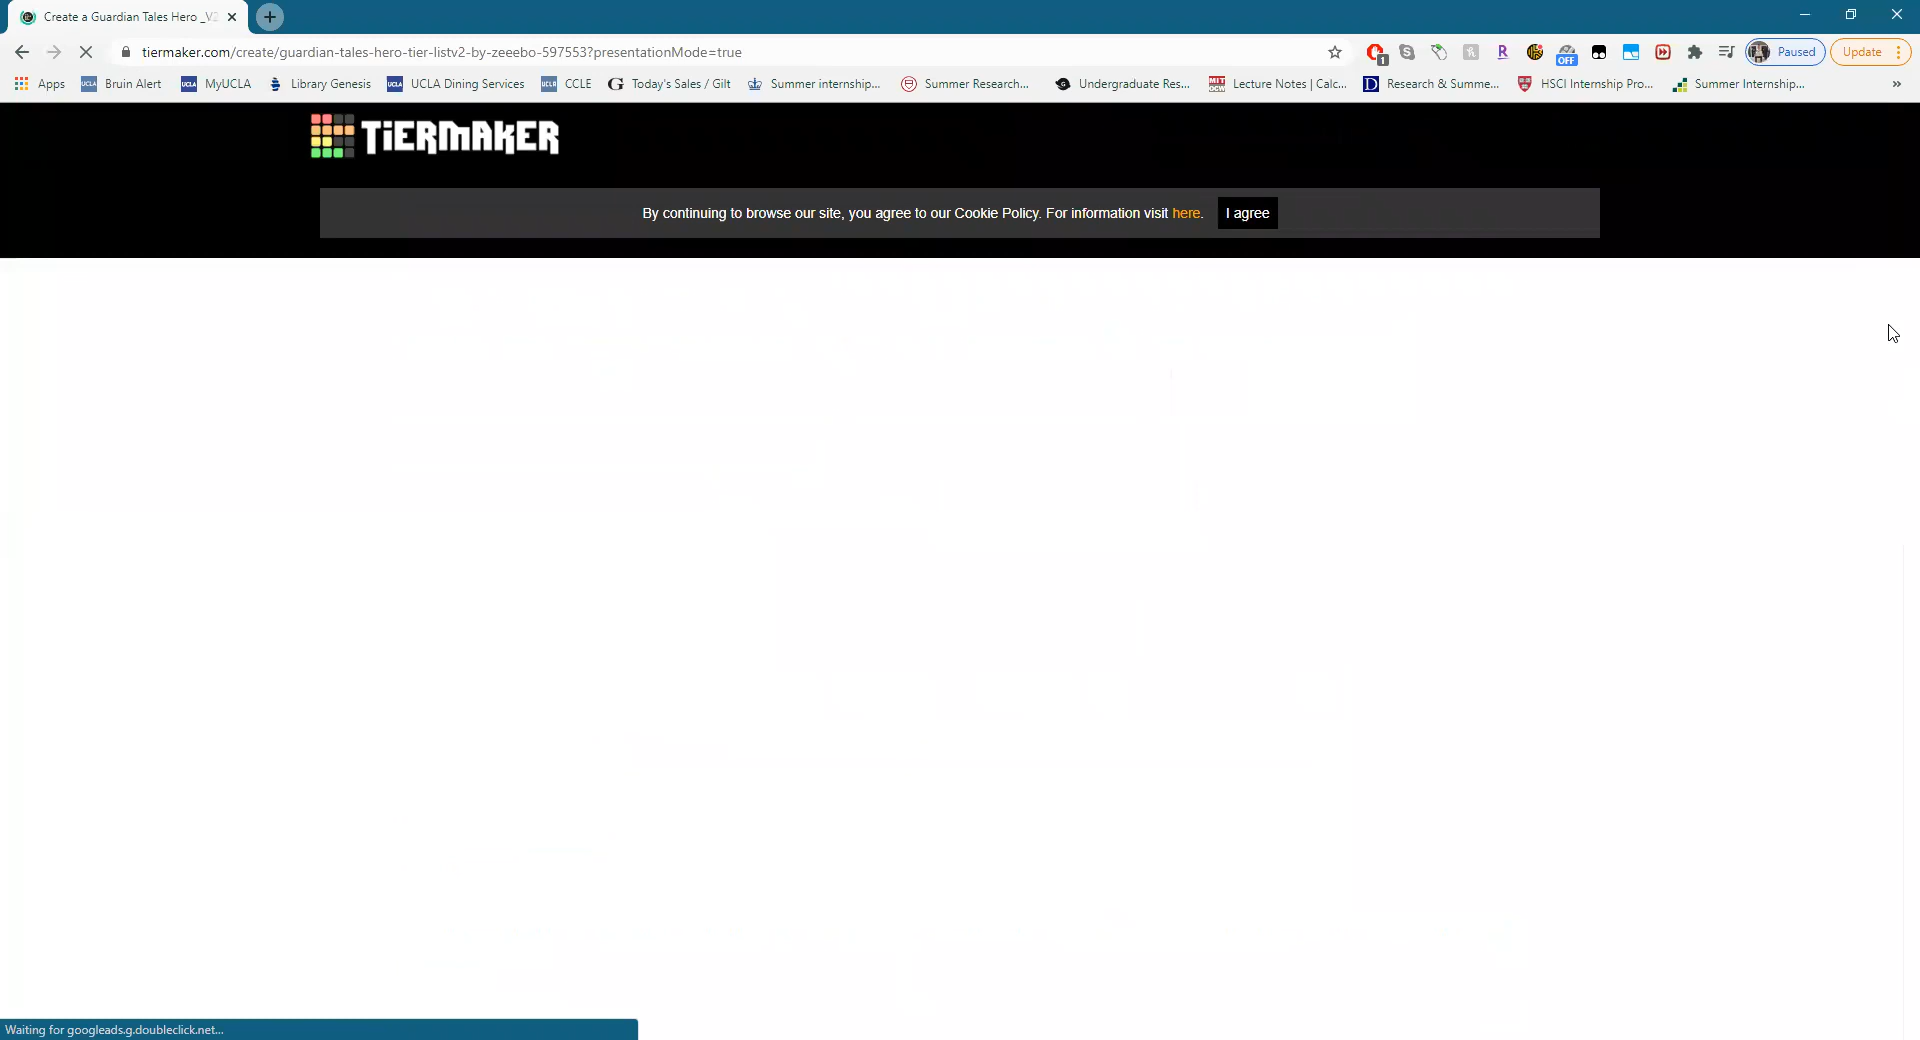 Create a Guardian Tales Hero _V2
tiermaker.com/create/guardian-tales-hero-tier-listv2-by-zeeebo-597553?presentationMode=true
1
OFF
Paused
Update
Apps
Bruin Alert
MyUCLA
Library Genesis
UCLA Dining Services
CCLE
Today's Sales / Gilt
Summer internship...
Summer Research...
Undergraduate Res...
Lecture Notes | Calc...
Research & Summe...
HSCI Internship Pro...
Summer Internship...
TiERMAKER
By continuing to browse our site, you agree to our Cookie Policy. For information visit here. I agree
Waiting for googleads.g.doubleclick.net...